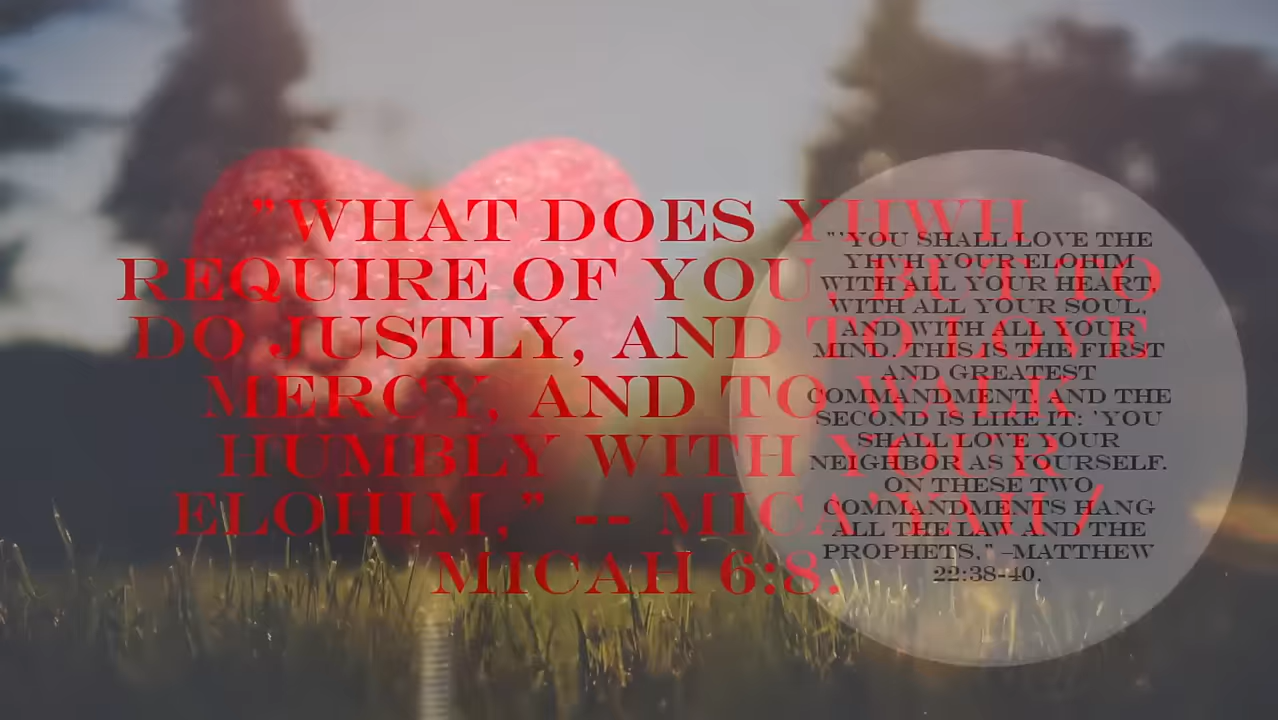 "WHAT DOES YHWH
REQUIRE OF YOU, BUT TO
DO JUSTLY, AND TO LOVE
MERCY, AND TO WALK
HUMBLY WITH YOUR
ELOHIM," -- MICA'YAH /
MICAH 6:8.
"'YOU SHALL LOVE THE
YHVH YOUR ELOHIM
WITH ALL YOUR HEART,
WITH ALL YOUR SOUL,
AND WITH ALL YOUR
MIND. THIS IS THE FIRST
AND GREATEST
COMMANDMENT AND THE
SECOND IS LIKE IT: 'YOU
SHALL LOVE YOUR
NEIGHBOR AS YOURSELF.
ON THESE TWO
COMMANDMENTS HANG
ALL THE LAW AND THE
PROPHETS," –MATTHEW
22:38-40.